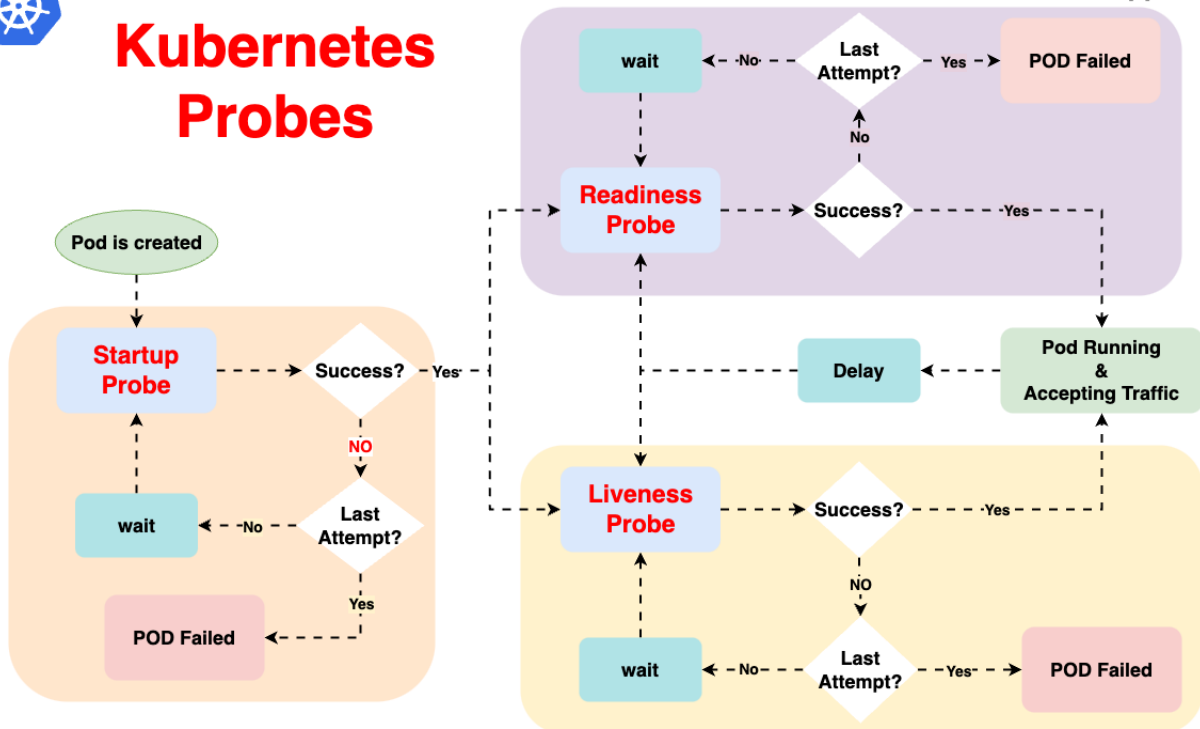 Kubernetes
Probes
Pod is created
Startup
Probe
Success?
Yes
NO
Last
Attempt?
No
wait
Yes
POD Failed
wait
No
Last
Attempt?
Yes
POD Failed
No
Readiness
Probe
Success?
Yes
Delay
Pod Running
&
Accepting Traffic
Liveness
Probe
Success?
Yes
NO
wait
No
Last
Attempt?
Yes
POD Failed